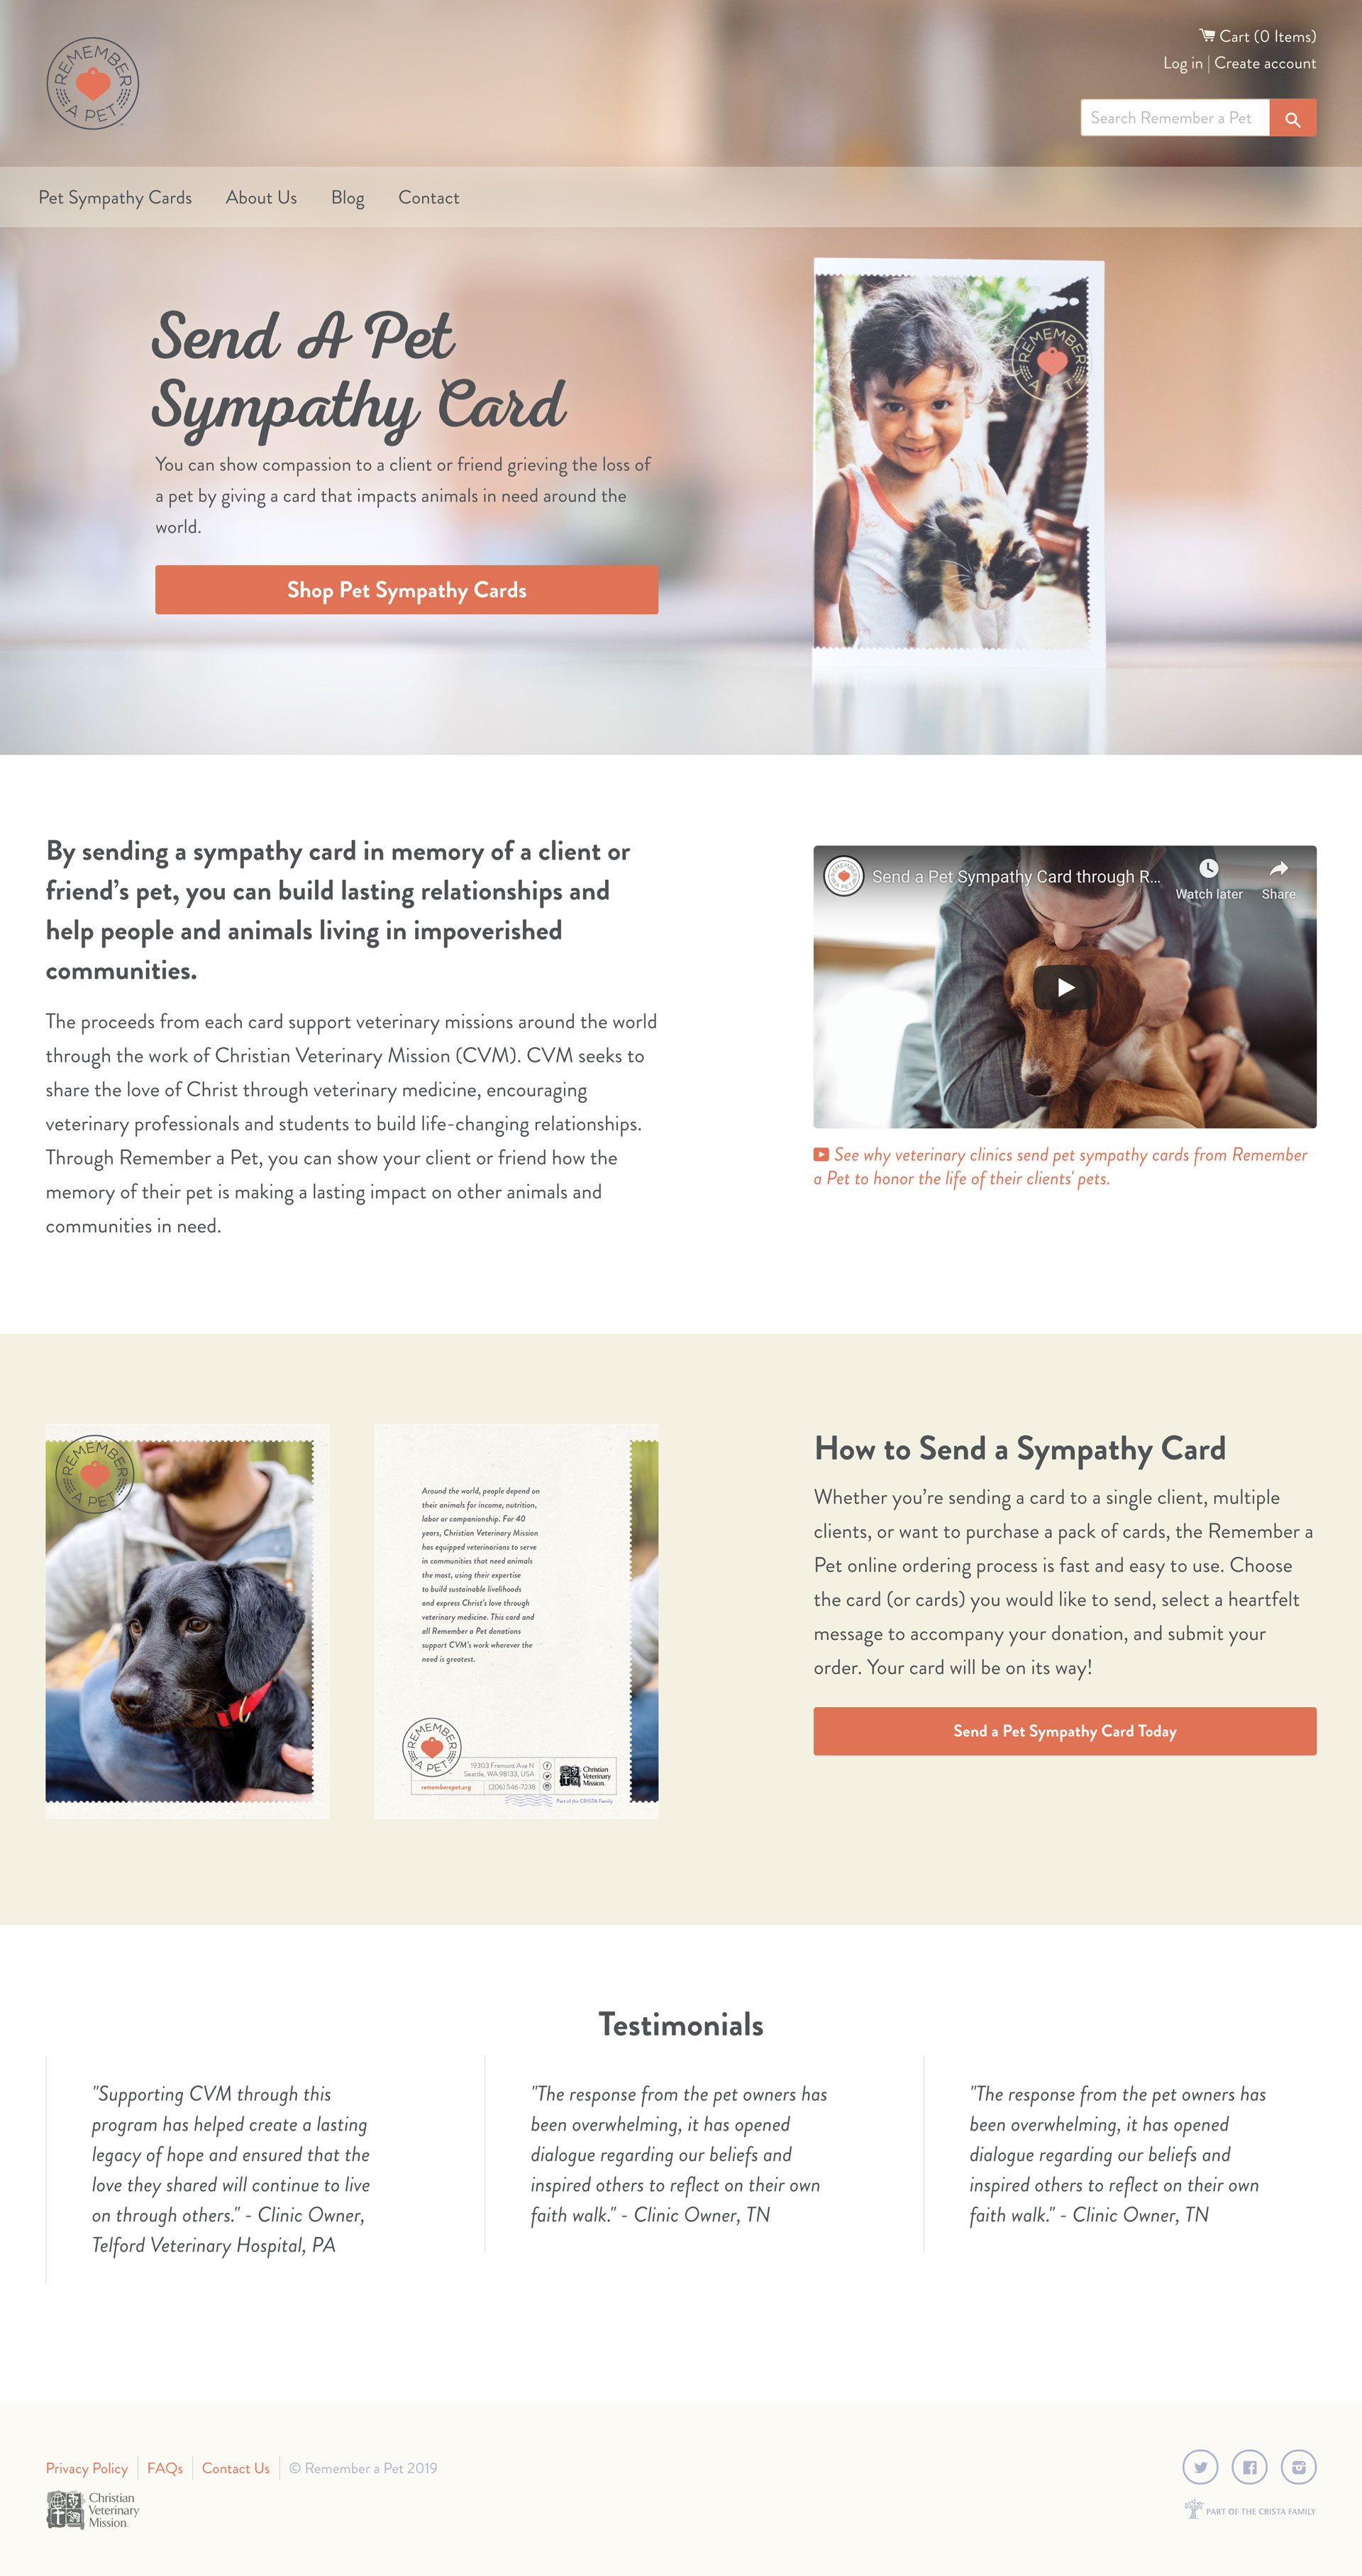 REMEMBER
A PET
Cart (0 Items)
Log in | Create account
Search Remember a Pet
Pet Sympathy Cards
About Us
Blog
Contact
Send A Pet
Sympathy Card
You can show compassion to a client or friend grieving the loss of
a pet by giving a card that impacts animals in need around the
world.
Shop Pet Sympathy Cards
REMEMBER
A PET
By sending a sympathy card in memory of a client or
friend's pet, you can build lasting relationships and
help people and animals living in impoverished
communities.
The proceeds from each card support veterinary missions around the world
through the work of Christian Veterinary Mission (CVM). CVM seeks to
share the love of Christ through veterinary medicine, encouraging
veterinary professionals and students to build life-changing relationships.
Through Remember a Pet, you can show your client or friend how the
memory of their pet is making a lasting impact on other animals and
communities in need.
REMEMBER
A PET
Send a Pet Sympathy Card through R...
Watch later
Share
See why veterinary clinics send pet sympathy cards from Remember
a Pet to honor the life of their clients' pets.
REMEMBER
A PET
Around the world, people depend on
their animals for income, nutrition,
labor or companionship. For 40
years, Christian Veterinary Mission
has equipped veterinarians to serve
in communities that need animals
the most, using their expertise
to build sustainable livelihoods
and express Christ's love through
veterinary medicine. This card and
all Remember a Pet donations
support CVM's work wherever the
need is greatest.
REMEMBER
A PET
19303 Fremont Ave N
Seattle, WA 98133, USA
rememberapet.org
(206) 546-7238
Christian
Veterinary
Mission.
Part of the CRISTA Family
How to Send a Sympathy Card
Whether you're sending a card to a single client, multiple
clients, or want to purchase a pack of cards, the Remember a
Pet online ordering process is fast and easy to use. Choose
the card (or cards) you would like to send, select a heartfelt
message to accompany your donation, and submit your
order. Your card will be on its way!
Send a Pet Sympathy Card Today
Testimonials
"Supporting CVM through this
program has helped create a lasting
legacy of hope and ensured that the
love they shared will continue to live
on through others." - Clinic Owner,
Telford Veterinary Hospital, PA
"The response from the pet owners has
been overwhelming, it has opened
dialogue regarding our beliefs and
inspired others to reflect on their own
faith walk." - Clinic Owner, TN
"The response from the pet owners has
been overwhelming, it has opened
dialogue regarding our beliefs and
inspired others to reflect on their own
faith walk." - Clinic Owner, TN
Privacy Policy
FAQs
Contact Us
© Remember a Pet 2019
Christian
Veterinary
Mission.
PART OF THE CRISTA FAMILY